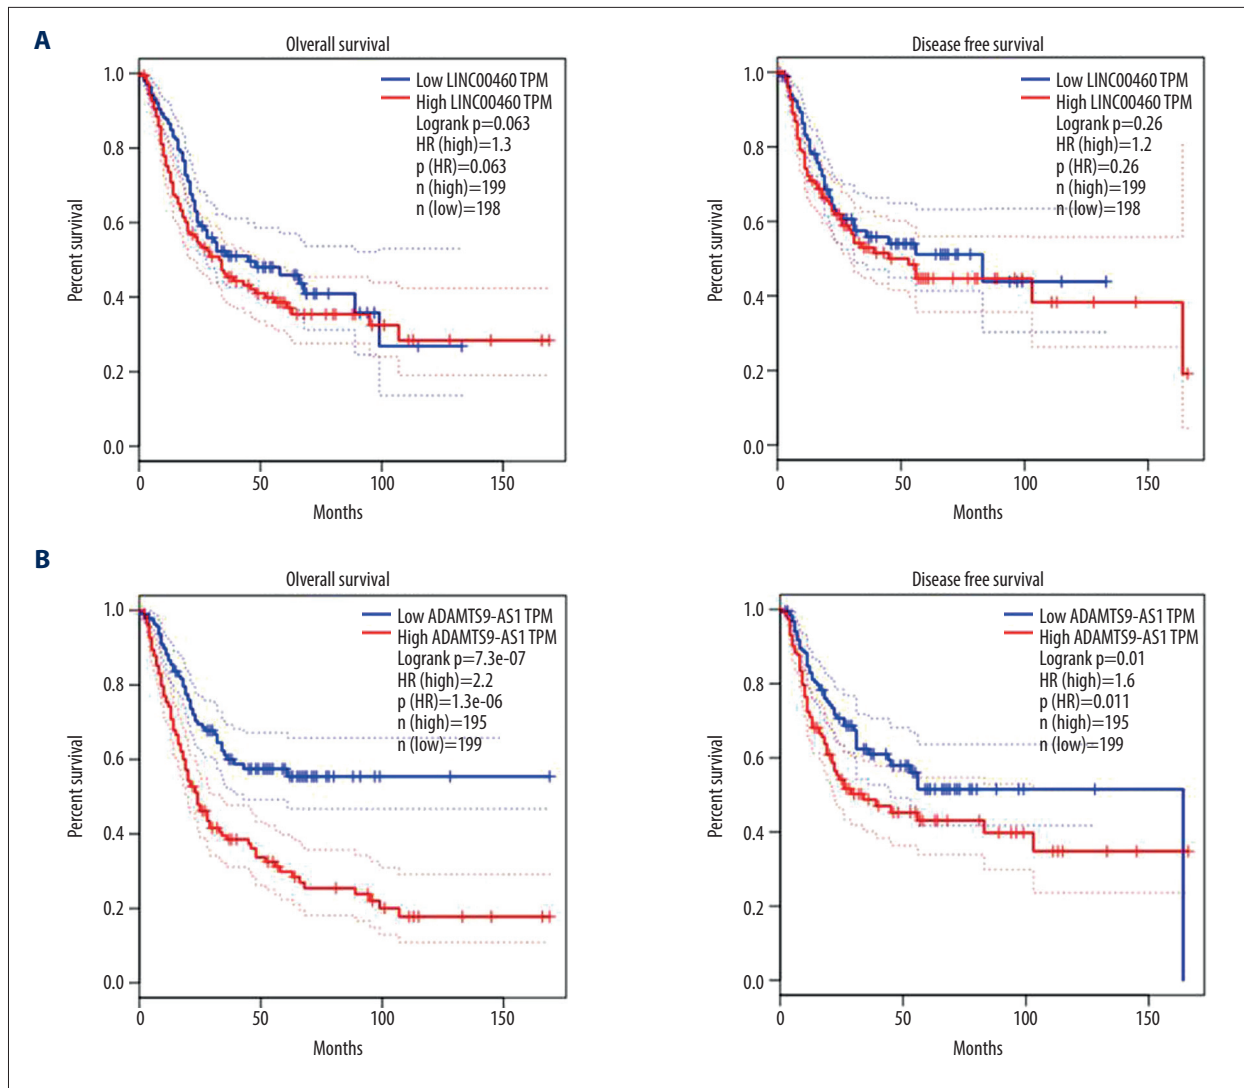 A
Olverall survival
Percent survival
1.0
0.8
0.6
0.4
0.2
0.0
Low LINC00460 TPM
High LINC00460 TPM
Logrank p=0.063
HR (high)=1.3
p (HR)=0.063
n (high)=199
n (low)=198
0 50 100 150
Months
Disease free survival
Percent survival
1.0
0.8
0.6
0.4
0.2
0.0
Low LINC00460 TPM
High LINC00460 TPM
Logrank p=0.26
HR (high)=1.2
p (HR)=0.26
n (high)=199
n (low)=198
0 50 100 150
Months
B
Olverall survival
Percent survival
1.0
0.8
0.6
0.4
0.2
0.0
Low ADAMTS9-AS1 TPM
High ADAMTS9-AS1 TPM
Logrank p=7.3e-07
HR (high)=2.2
p (HR)=1.3e-06
n (high)=195
n (low)=199
0 50 100 150
Months
Disease free survival
Percent survival
1.0
0.8
0.6
0.4
0.2
0.0
Low ADAMTS9-AS1 TPM
High ADAMTS9-AS1 TPM
Logrank p=0.01
HR (high)=1.6
p (HR)=0.011
n (high)=195
n (low)=199
0 50 100 150
Months